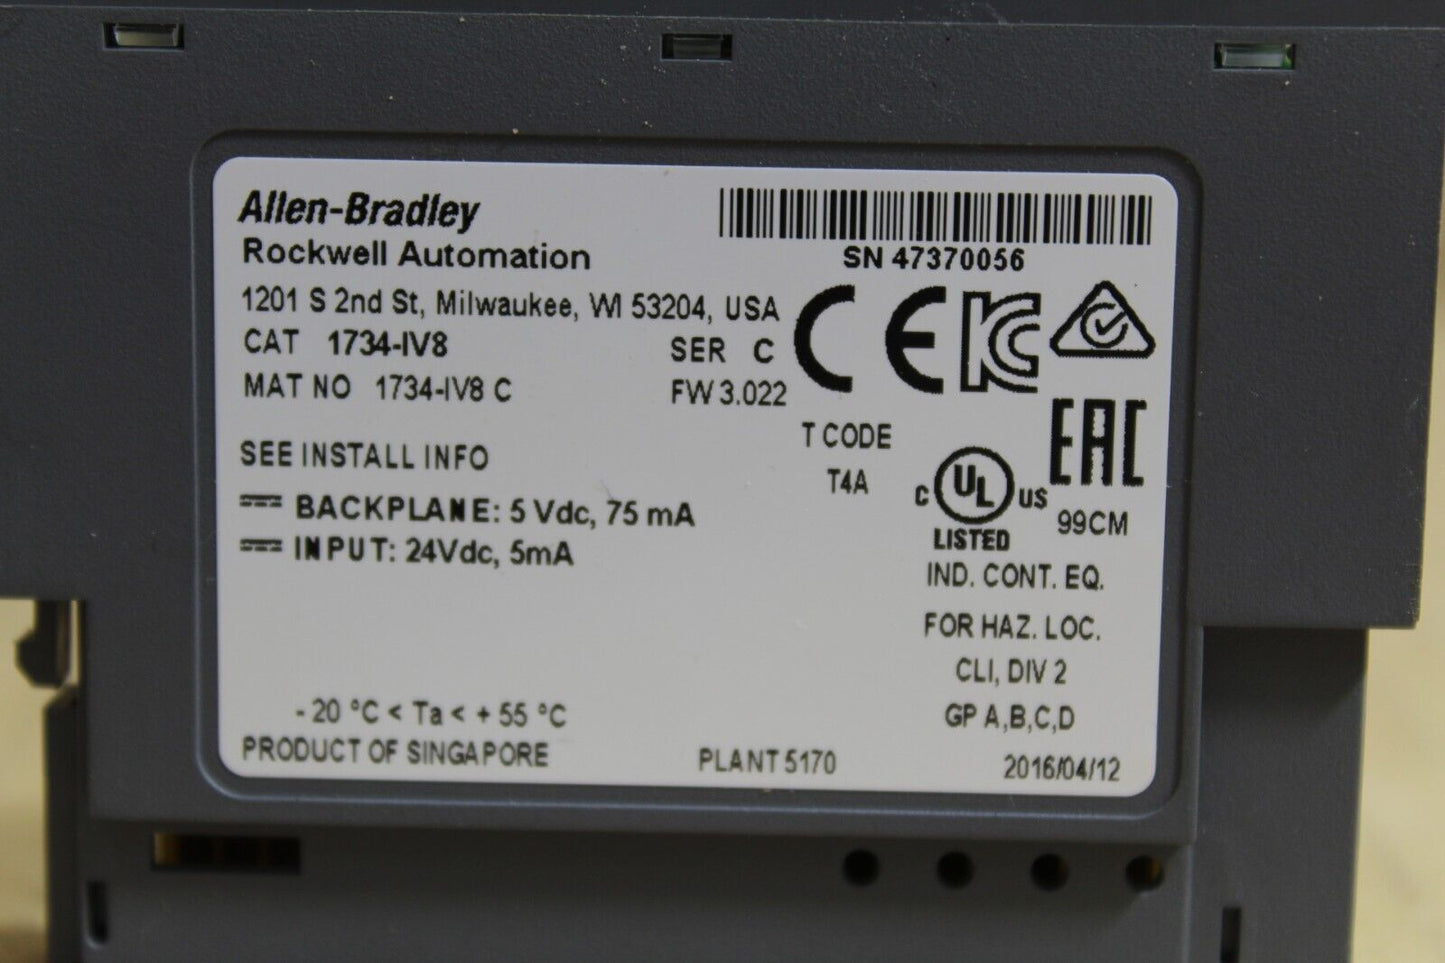 Allen-Bradley
Rockwell Automation
SN 47370056
1201 S 2nd St, Milwaukee, WI 53204, USA
CAT 1734-IV8
SER C
MAT NO 1734-IV8 C
FW 3.022
CE
KC
EAC
T CODE
T4A
C UL US
LISTED
99CM
SEE INSTALL INFO
BACKPLANE: 5 Vdc, 75 mA
INPUT: 24Vdc, 5mA
IND. CONT. EQ.
FOR HAZ. LOC.
CLI, DIV 2
GP A,B,C,D
- 20 °C < Ta < + 55 °C
PRODUCT OF SINGAPORE
PLANT 5170
2016/04/12